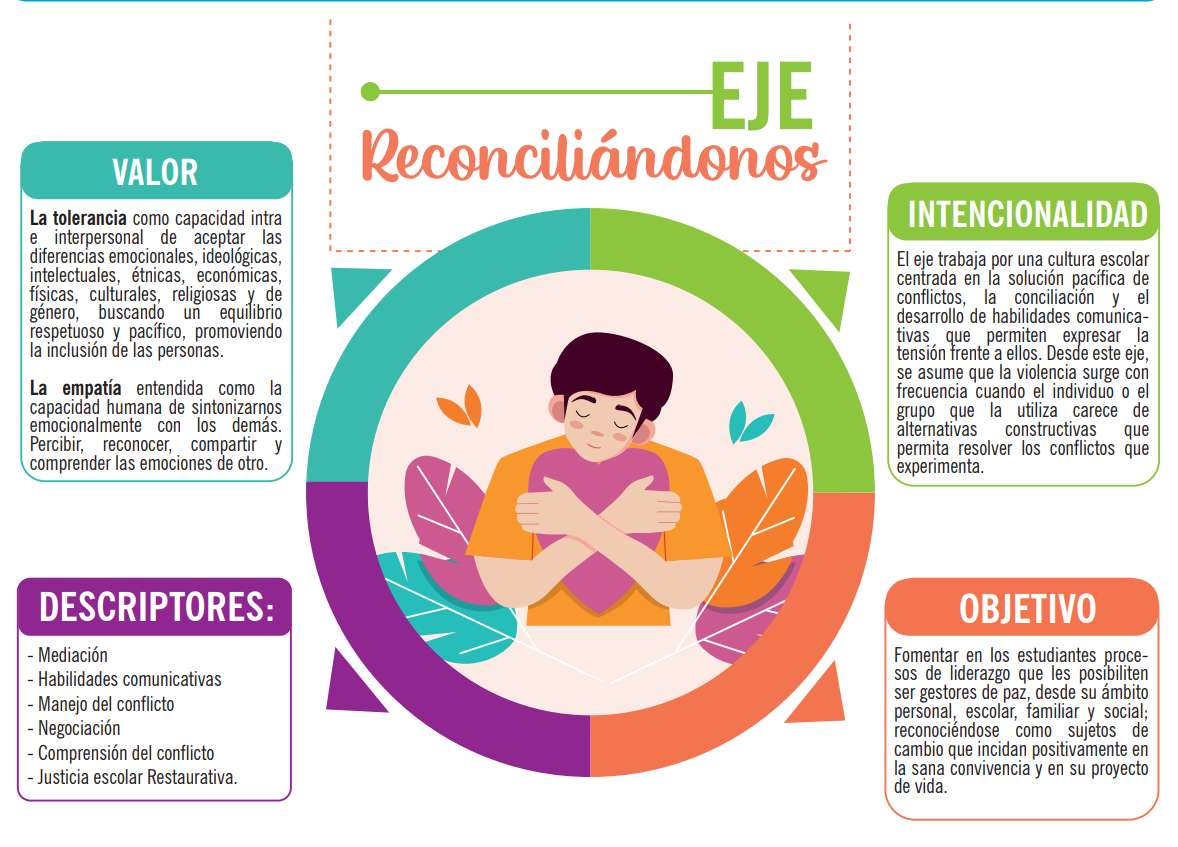 EJE
Reconciliándonos
VALOR
La tolerancia como capacidad intra
e interpersonal de aceptar las
diferencias emocionales, ideológicas,
intelectuales, étnicas, económicas,
físicas, culturales, religiosas y de
género, buscando un equilibrio
respetuoso y pacífico, promoviendo
la inclusión de las personas.
La empatía entendida como la
capacidad humana de sintonizarnos
emocionalmente con los demás.
Percibir, reconocer, compartir y
comprender las emociones de otro.
INTENCIONALIDAD
El eje trabaja por una cultura escolar
centrada en la solución pacífica de
conflictos, la conciliación y el
desarrollo de habilidades comunica-
tivas que permiten expresar la
tensión frente a ellos. Desde este eje,
se asume que la violencia surge con
frecuencia cuando el individuo o el
grupo que la utiliza carece de
alternativas constructivas que
permita resolver los conflictos que
experimenta.
DESCRIPTORES:
- Mediación
- Habilidades comunicativas
- Manejo del conflicto
- Negociación
- Comprensión del conflicto
- Justicia escolar Restaurativa.
OBJETIVO
Fomentar en los estudiantes proce-
sos de liderazgo que les posibiliten
ser gestores de paz, desde su ámbito
personal, escolar, familiar y social;
reconociéndose como sujetos de
cambio que incidan positivamente en
la sana convivencia y en su proyecto
de vida.